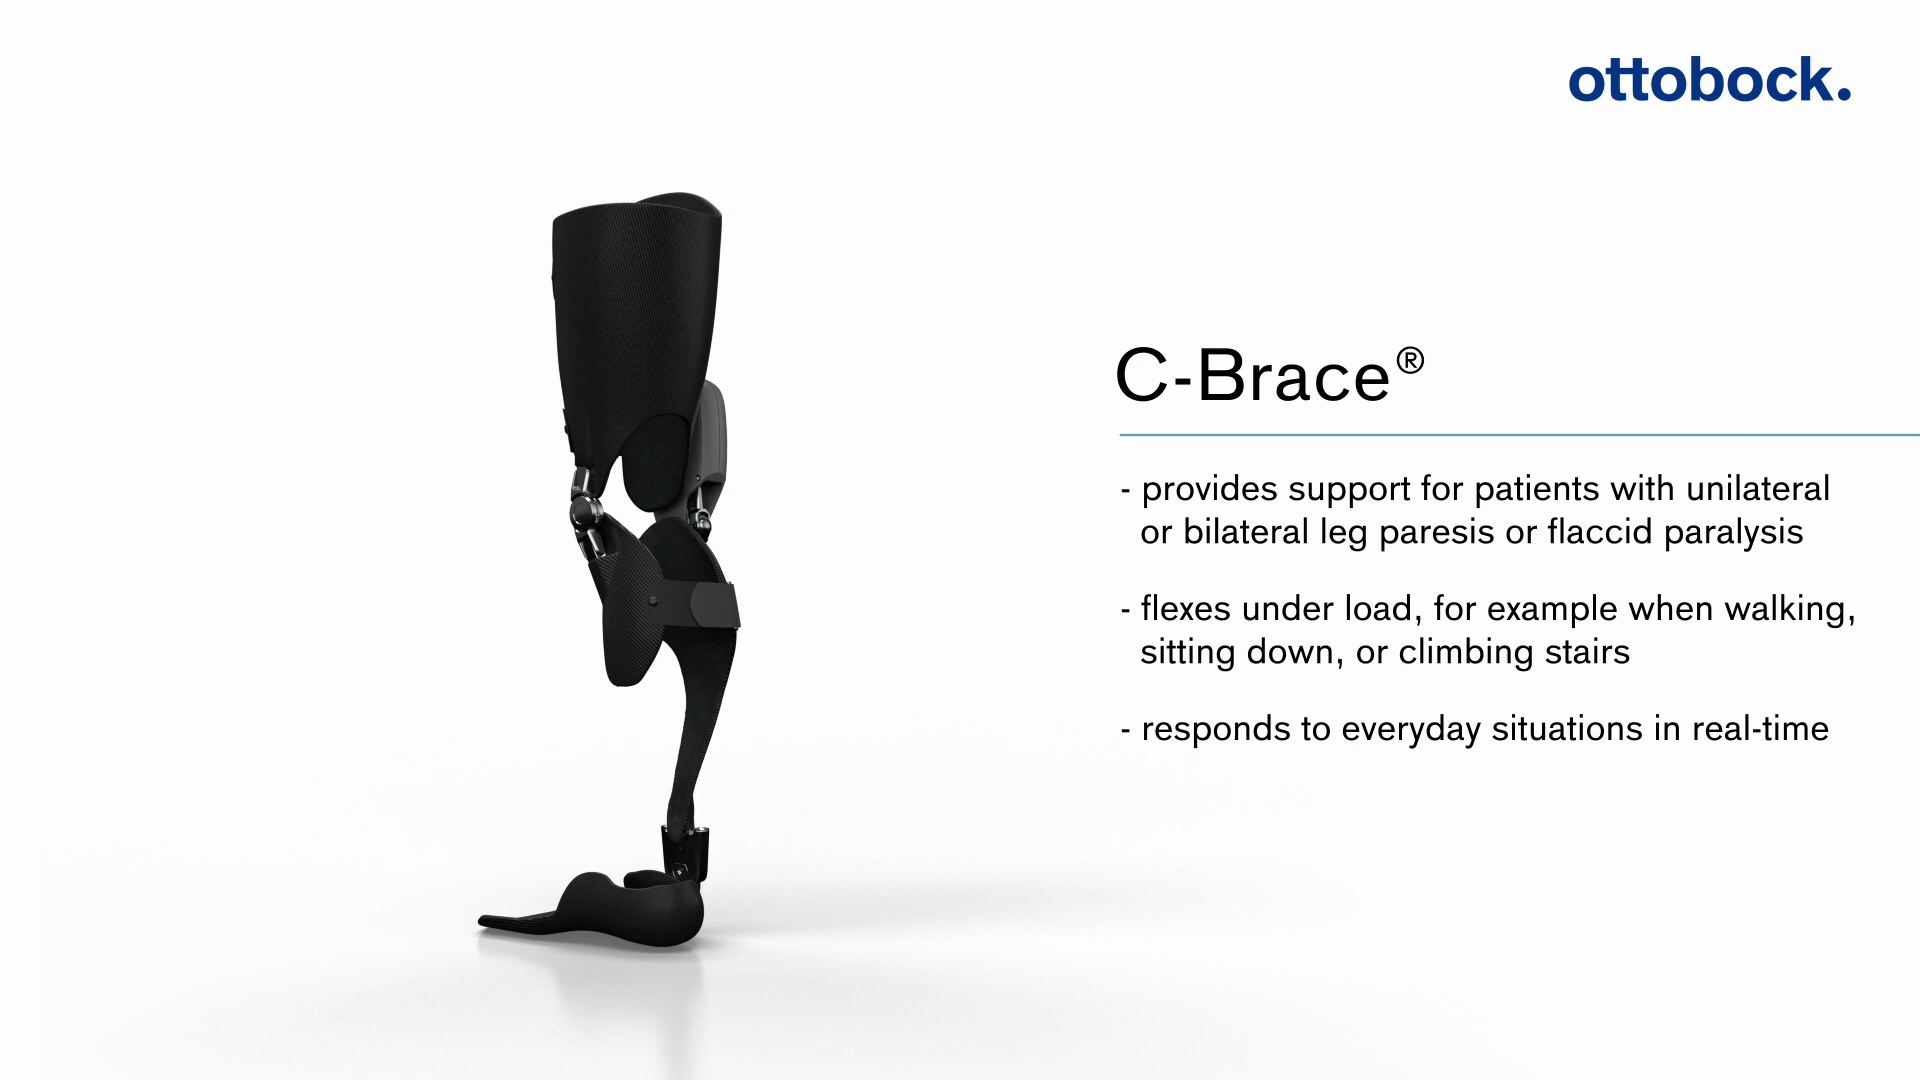 ottobock.
C-Brace®
- provides support for patients with unilateral
or bilateral leg paresis or flaccid paralysis
- flexes under load, for example when walking,
sitting down, or climbing stairs
- responds to everyday situations in real-time